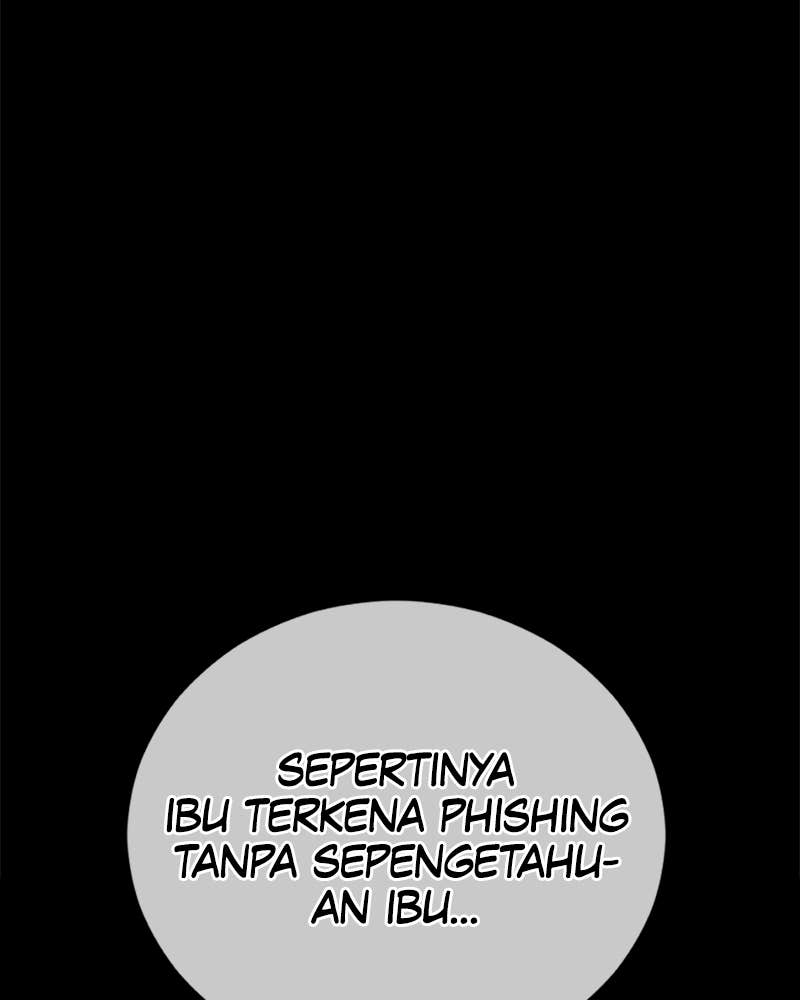 SEPERTINYA
IBU TERKENA PHISHING
TANPA SEPENGETAHU-
AN IBU...